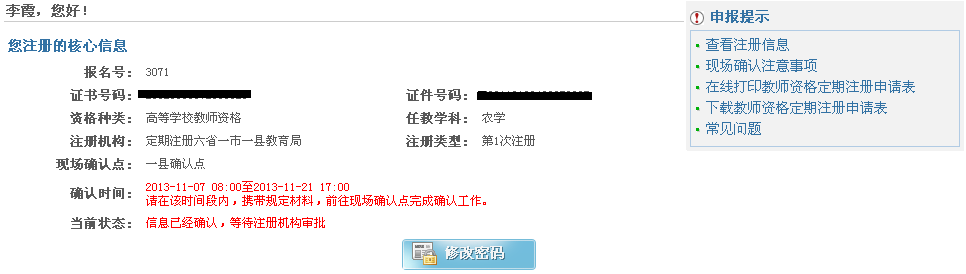 李霞，您好！
您注册的核心信息
报名号： 3071
证书号码： 证件号码：
资格种类： 高等学校教师资格 任教学科： 农学
注册机构： 定期注册六省一市一县教育局 注册类型： 第1次注册
现场确认点： 一县确认点
确认时间： 2013-11-07 08:00至2013-11-21 17:00
请在该时间段内，携带规定材料，前往现场确认点完成确认工作。
当前状态： 信息已经确认，等待注册机构审批
修改密码
申报提示
查看注册信息
现场确认注意事项
在线打印教师资格定期注册申请表
下载教师资格定期注册申请表
常见问题